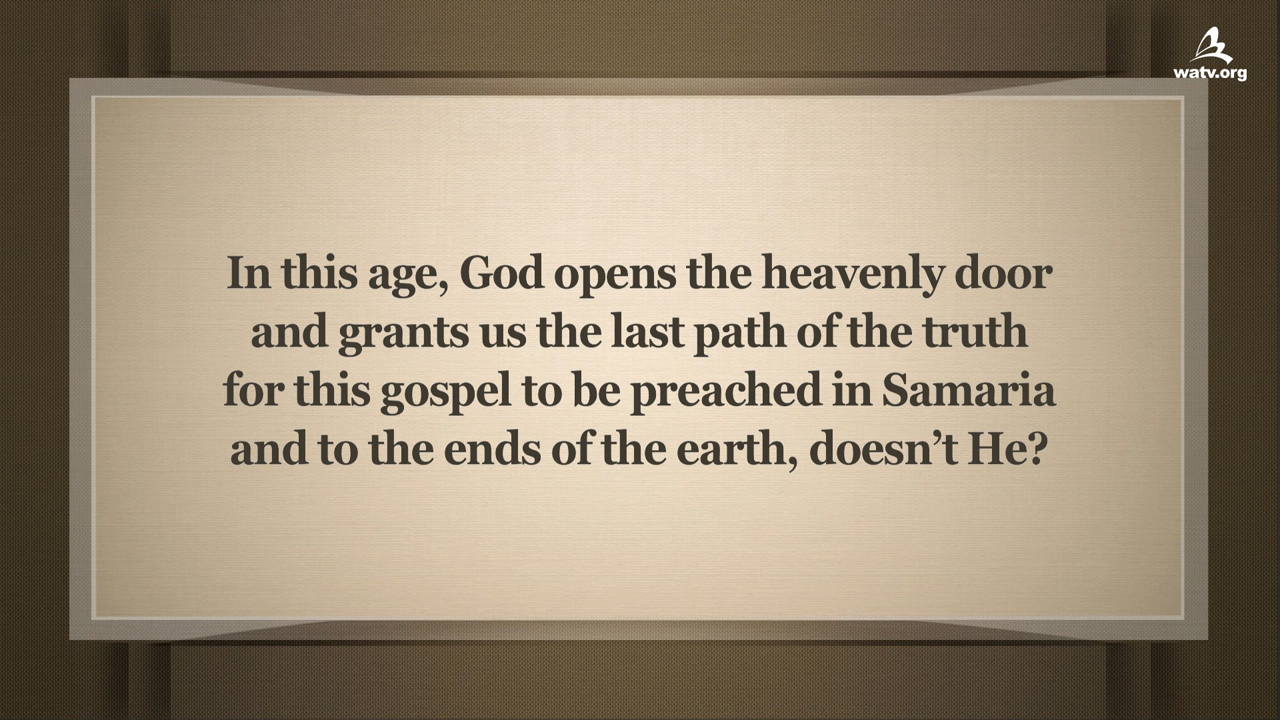 watv.org
In this age, God opens the heavenly door
and grants us the last path of the truth
for this gospel to be preached in Samaria
and to the ends of the earth, doesn’t He?